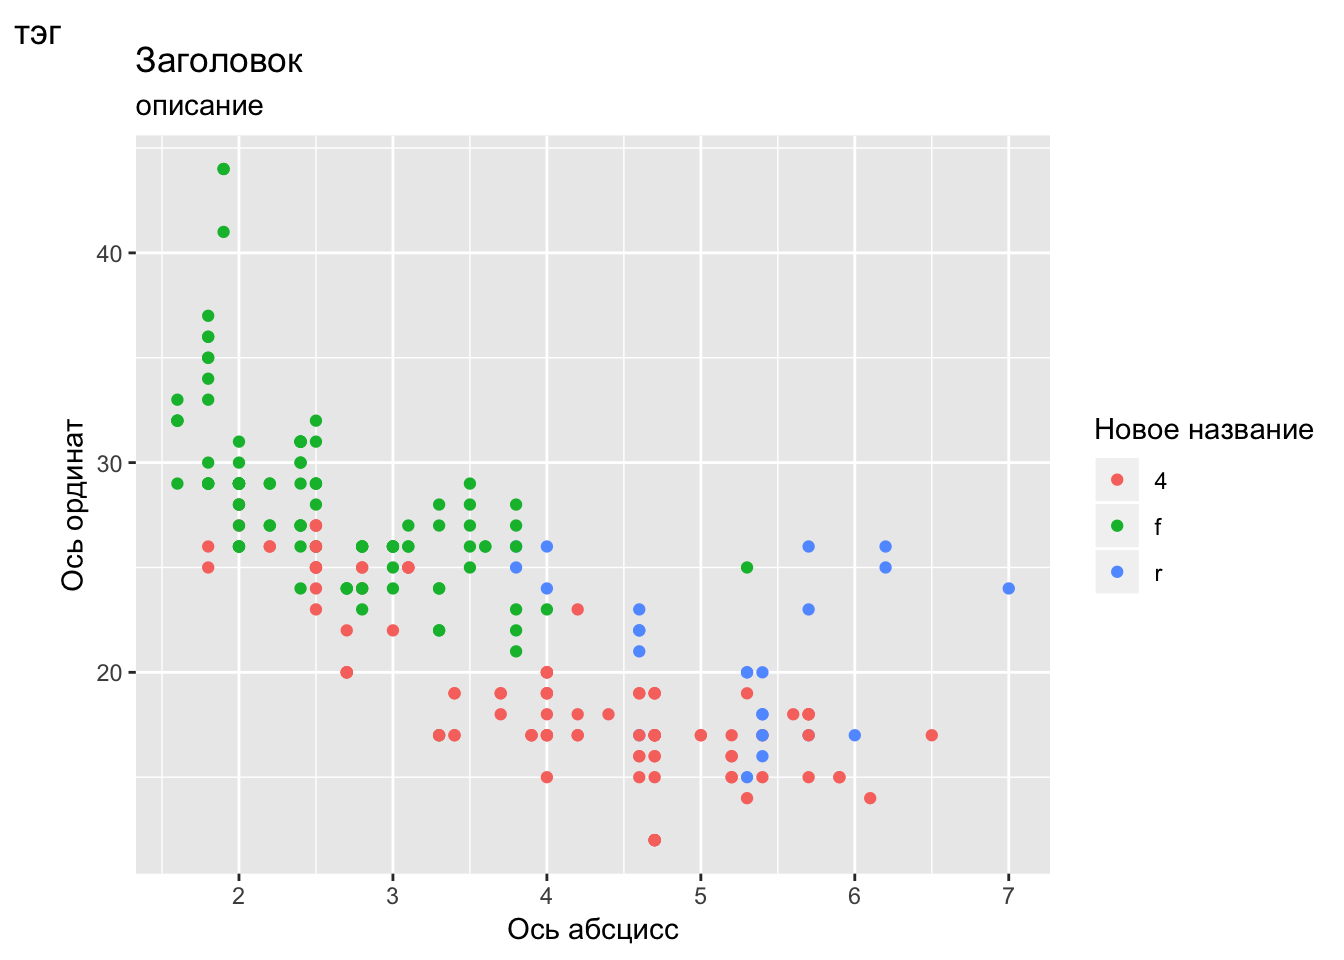 тэг
Заголовок
описание
40
30
20
Ось ординат
2 3 4 5 6 7
Ось абсцисс
Новое название
4
f
r